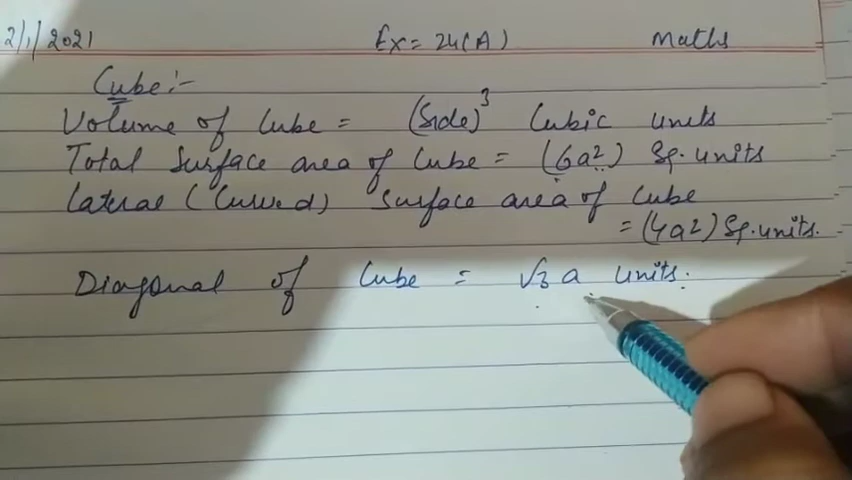 2/1/2021 Ex = 24(A) Maths
Cube:-
Volume of Cube = (Side)³ Cubic units
Total Surface area of Cube = (6a²) Sq. units
Lateral (Curved) Surface area of Cube
= (4a²) Sq. units.
Diagonal of Cube = √3 a units.